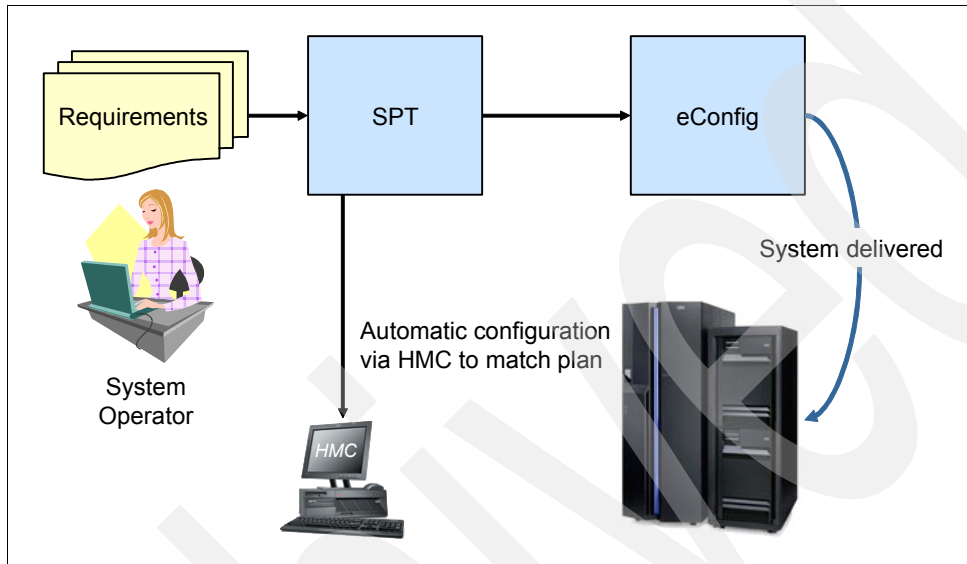 Requirements
SPT
eConfig
System delivered
Automatic configuration
via HMC to match plan
System
Operator
HMC